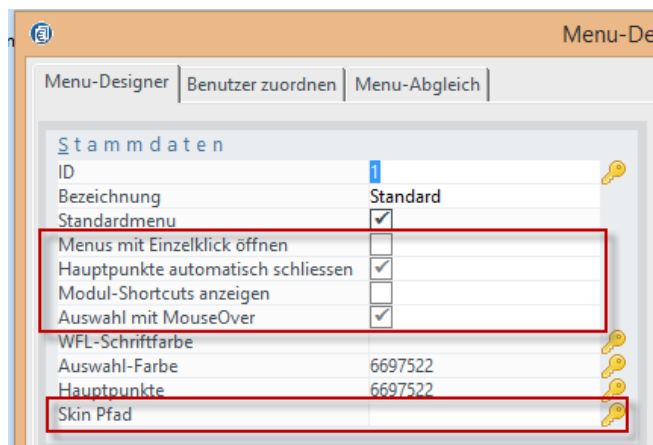 Menu-De
Menu-Designer Benutzer zuordnen Menu-Abgleich
Stammdaten
ID 1
Bezeichnung Standard
Standardmenu
Menus mit Einzelklick öffnen
Hauptpunkte automatisch schliessen
Modul-Shortcuts anzeigen
Auswahl mit MouseOver
WFL-Schriftfarbe
Auswahl-Farbe 6697522
Hauptpunkte 6697522
Skin Pfad